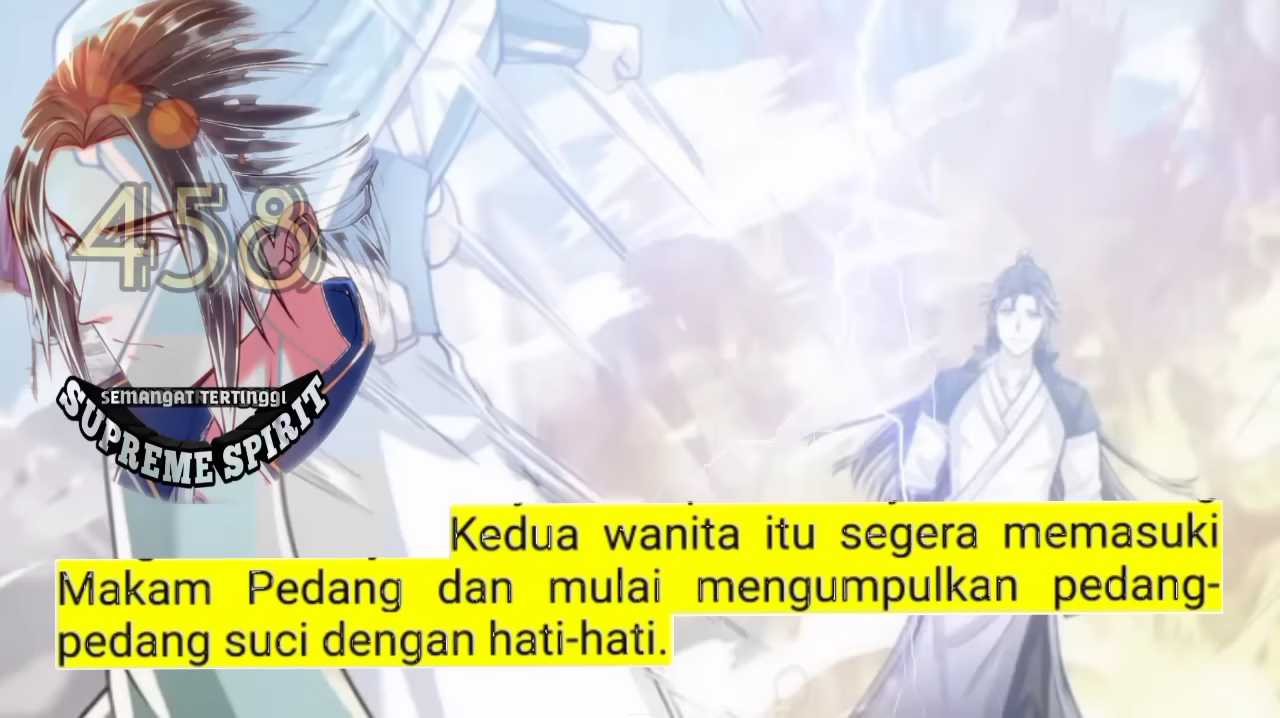 458
SEMANGAT TERTINGGI
SUPREME SPIRIT
Kedua wanita itu segera memasuki
Makam Pedang dan mulai mengumpulkan pedang-
pedang suci dengan hati-hati.